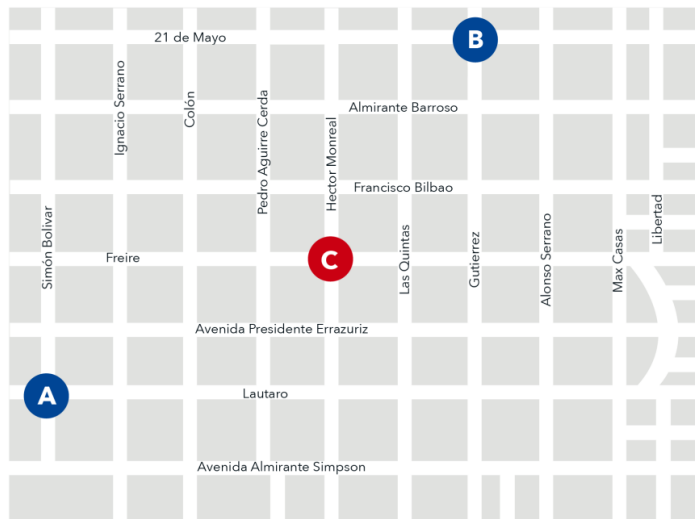 21 de Mayo
B
Ignacio Serrano
Colón
Pedro Aguirre Cerda
Almirante Barroso
Hector Monreal
Francisco Bilbao
Simón Bolivar
Freire
C
Las Quintas
Gutierrez
Alonso Serrano
Max Casas
Libertad
Avenida Presidente Errazuriz
A
Lautaro
Avenida Almirante Simpson